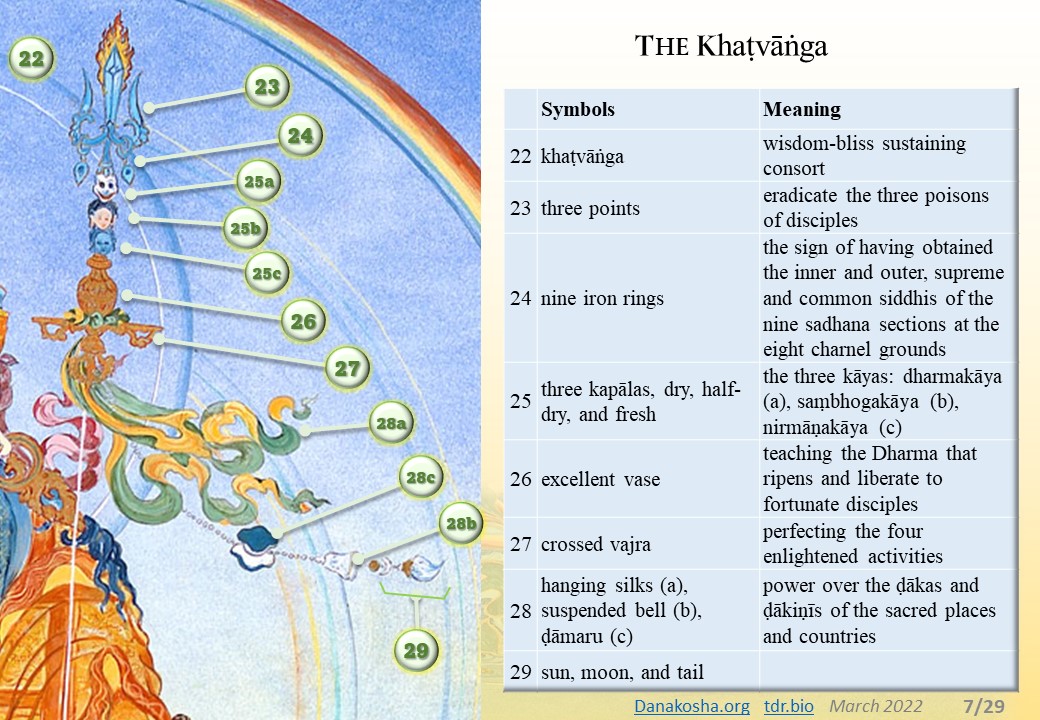 THE Khaṭvāṅga
22
23
24
25a
25b
25c
26
27
28a
28c
28b
29
Symbols Meaning
22 khaṭvāṅga wisdom-bliss sustaining
consort
23 three points eradicate the three poisons
of disciples
24 nine iron rings the sign of having obtained
the inner and outer, supreme
and common siddhis of the
nine sadhana sections at the
eight charnel grounds
25 three kapālas, dry, half-
dry, and fresh
the three kāyas: dharmakāya
(a), saṃbhogakāya (b),
nirmāṇakāya (c)
26 excellent vase teaching the Dharma that
ripens and liberate to
fortunate disciples
27 crossed vajra perfecting the four
enlightened activities
28 hanging silks (a),
suspended bell (b),
ḍāmaru (c)
power over the ḍākas and
ḍākiṇīs of the sacred places
and countries
29 sun, moon, and tail
Danakosha.org tdr.bio March 2022 7/29